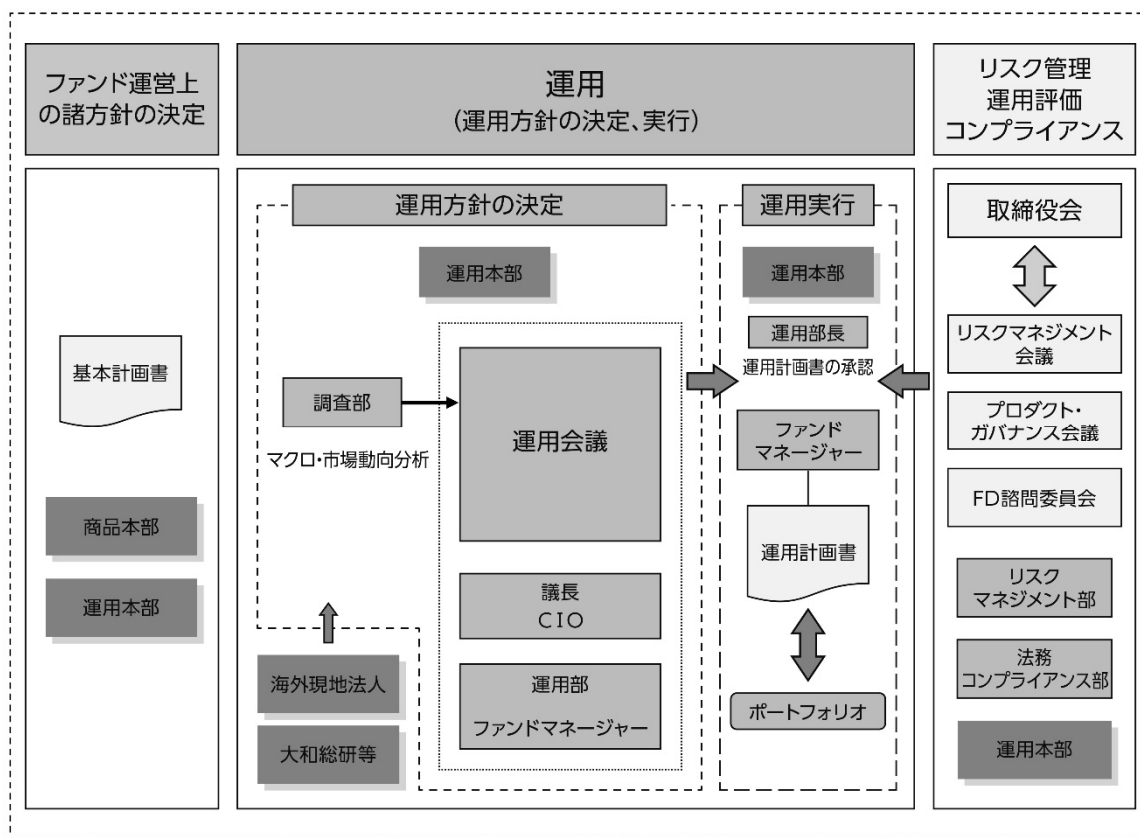 ファンド運営上
の諸方針の決定
基本計画書
商品本部
運用本部
運用
(運用方針の決定、実行)
運用方針の決定
運用本部
調査部
マクロ・市場動向分析
運用会議
議長
CIO
運用部
ファンドマネージャー
海外現地法人
大和総研等
運用実行
運用本部
運用部長
運用計画書の承認
ファンド
マネージャー
運用計画書
ポートフォリオ
リスク管理
運用評価
コンプライアンス
取締役会
リスクマネジメント
会議
プロダクト・
ガバナンス会議
FD諮問委員会
リスク
マネジメント部
法務
コンプライアンス部
運用本部